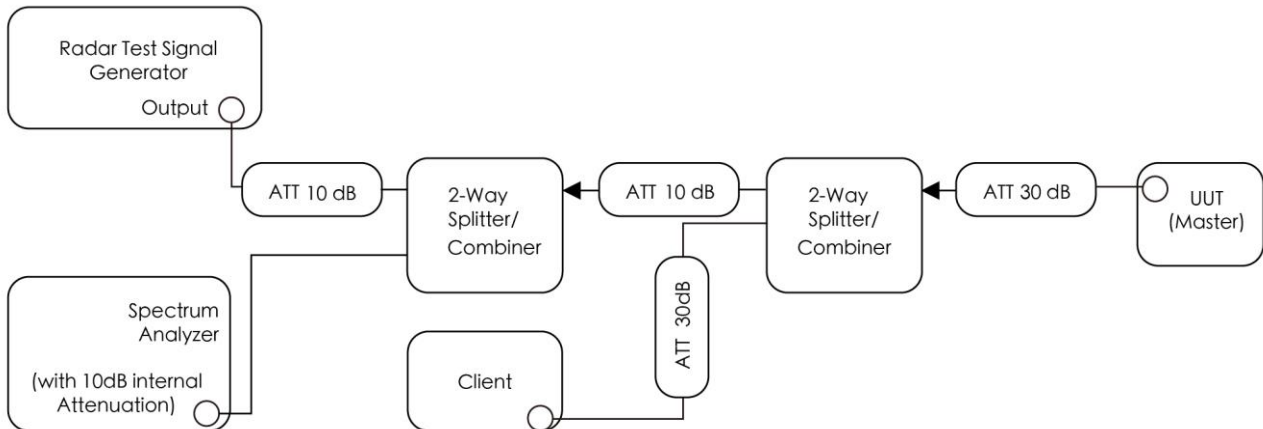 Radar Test Signal
Generator
Output
ATT 10 dB
2-Way
Splitter/
Combiner
ATT 10 dB
2-Way
Splitter/
Combiner
ATT 30 dB
UUT
(Master)
Spectrum
Analyzer
(with 10dB internal
Attenuation)
Client
ATT 30dB